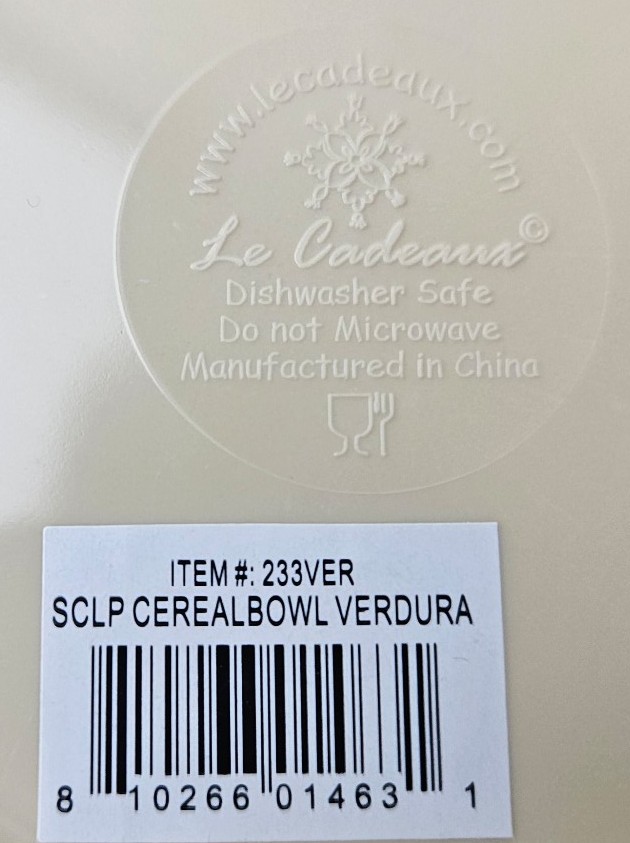 www.lecadeaux.com
Le Cadeaux©
Dishwasher Safe
Do not Microwave
Manufactured in China
ITEM #: 233VER
SCLP CEREALBOWL VERDURA
8 10266 01463 1